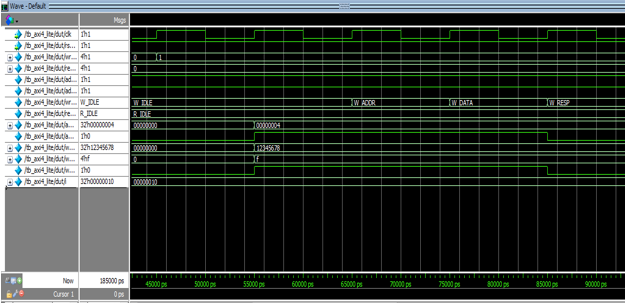 Wave - Default
Msgs
/tb_axi4_lite/dut/clk 1'h1
/tb_axi4_lite/dut/rs... 1'h1
/tb_axi4_lite/dut/wr... 4'h1 0 1
/tb_axi4_lite/dut/re... 4'h1 0
/tb_axi4_lite/dut/ad... 1'h1
/tb_axi4_lite/dut/ad... 1'h1
/tb_axi4_lite/dut/wr... W_IDLE W_IDLE W_ADDR W_DATA W_RESP
/tb_axi4_lite/dut/re... R_IDLE R_IDLE
/tb_axi4_lite/dut/a... 32'h00000004 00000000 00000004
/tb_axi4_lite/dut/a... 1'h0
/tb_axi4_lite/dut/w... 32'h12345678 00000000 12345678
/tb_axi4_lite/dut/w... 4'hf 0 f
/tb_axi4_lite/dut/w... 1'h0
/tb_axi4_lite/dut/i 32'h00000010 00000010
Now 185000 ps 45000 ps 50000 ps 55000 ps 60000 ps 65000 ps 70000 ps 75000 ps 80000 ps 85000 ps 90000 ps
Cursor 1 0 ps